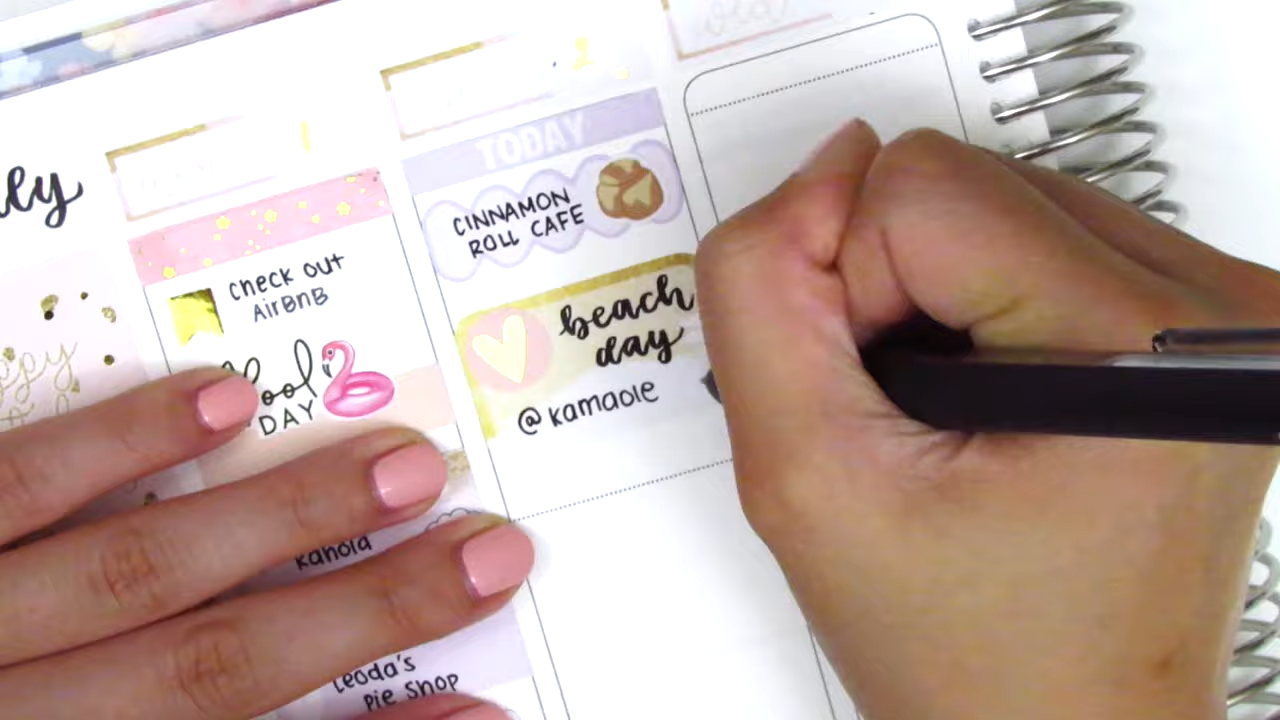 TODAY
CINNAMON
ROLL CAFE
check out
AirBnB
beach
day
DAY
@kamaole
kahola
Leoda's
Pie Shop